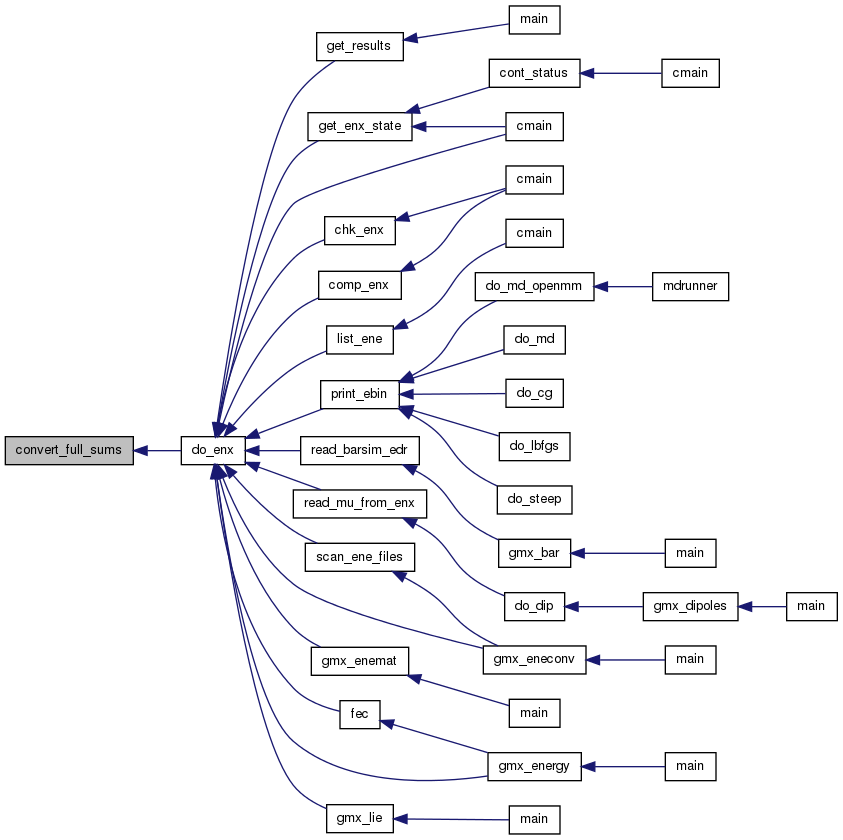 main
get_results
cont_status
cmain
get_enx_state
cmain
cmain
chk_enx
cmain
comp_enx
do_md_openmm
mdrunner
list_ene
do_md
print_ebin
do_cg
do_lbfgs
convert_full_sums
do_enx
read_barsim_edr
do_steep
read_mu_from_enx
scan_ene_files
gmx_bar
main
do_dip
gmx_dipoles
main
gmx_enemat
gmx_eneconv
main
fec
main
gmx_energy
main
gmx_lie
main